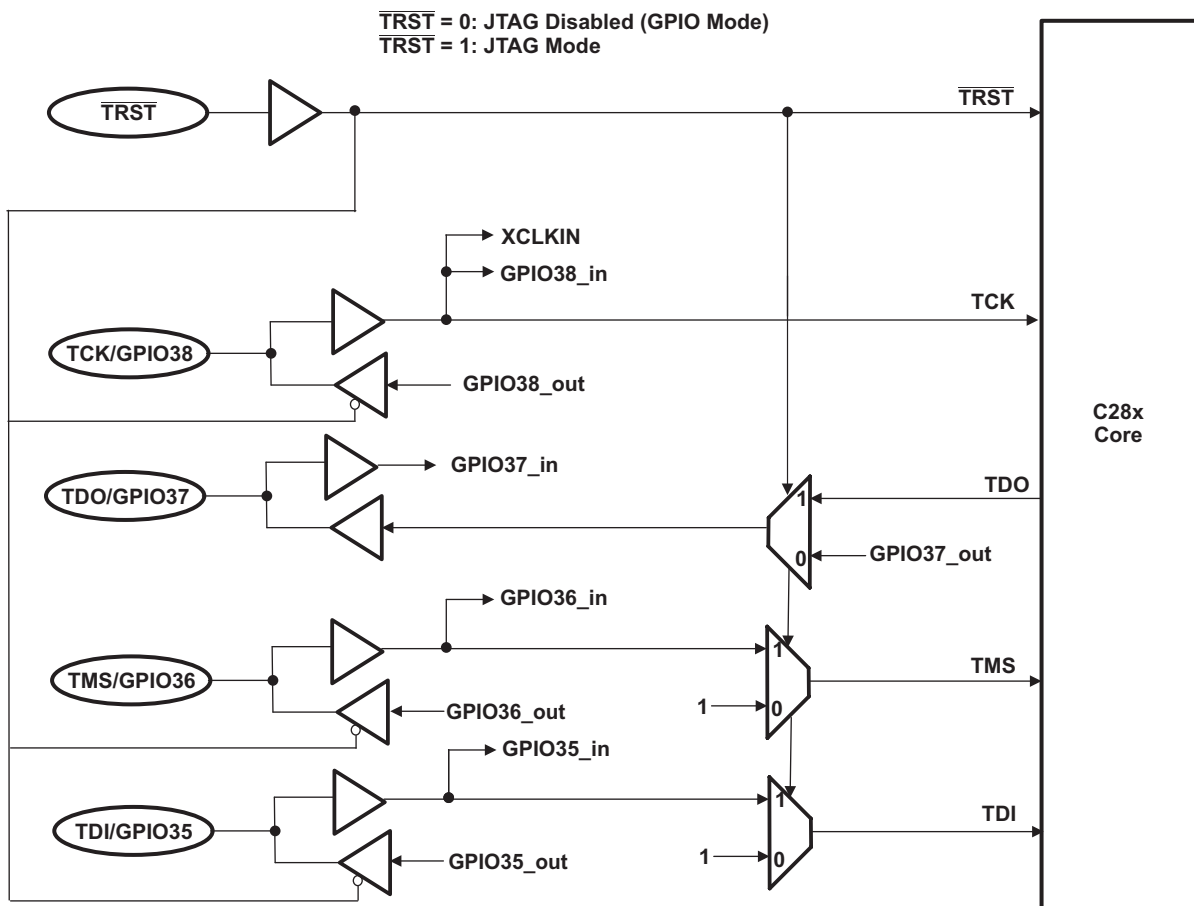 TRST = 0: JTAG Disabled (GPIO Mode)
TRST = 1: JTAG Mode
TRST
TRST
XCLKIN
GPIO38_in
TCK
TCK/GPIO38
GPIO38_out
C28x
Core
GPIO37_in
TDO/GPIO37
TDO
1
0
GPIO37_out
GPIO36_in
1
TMS/GPIO36
TMS
GPIO36_out
1
0
GPIO35_in
1
TDI/GPIO35
TDI
GPIO35_out
1
0